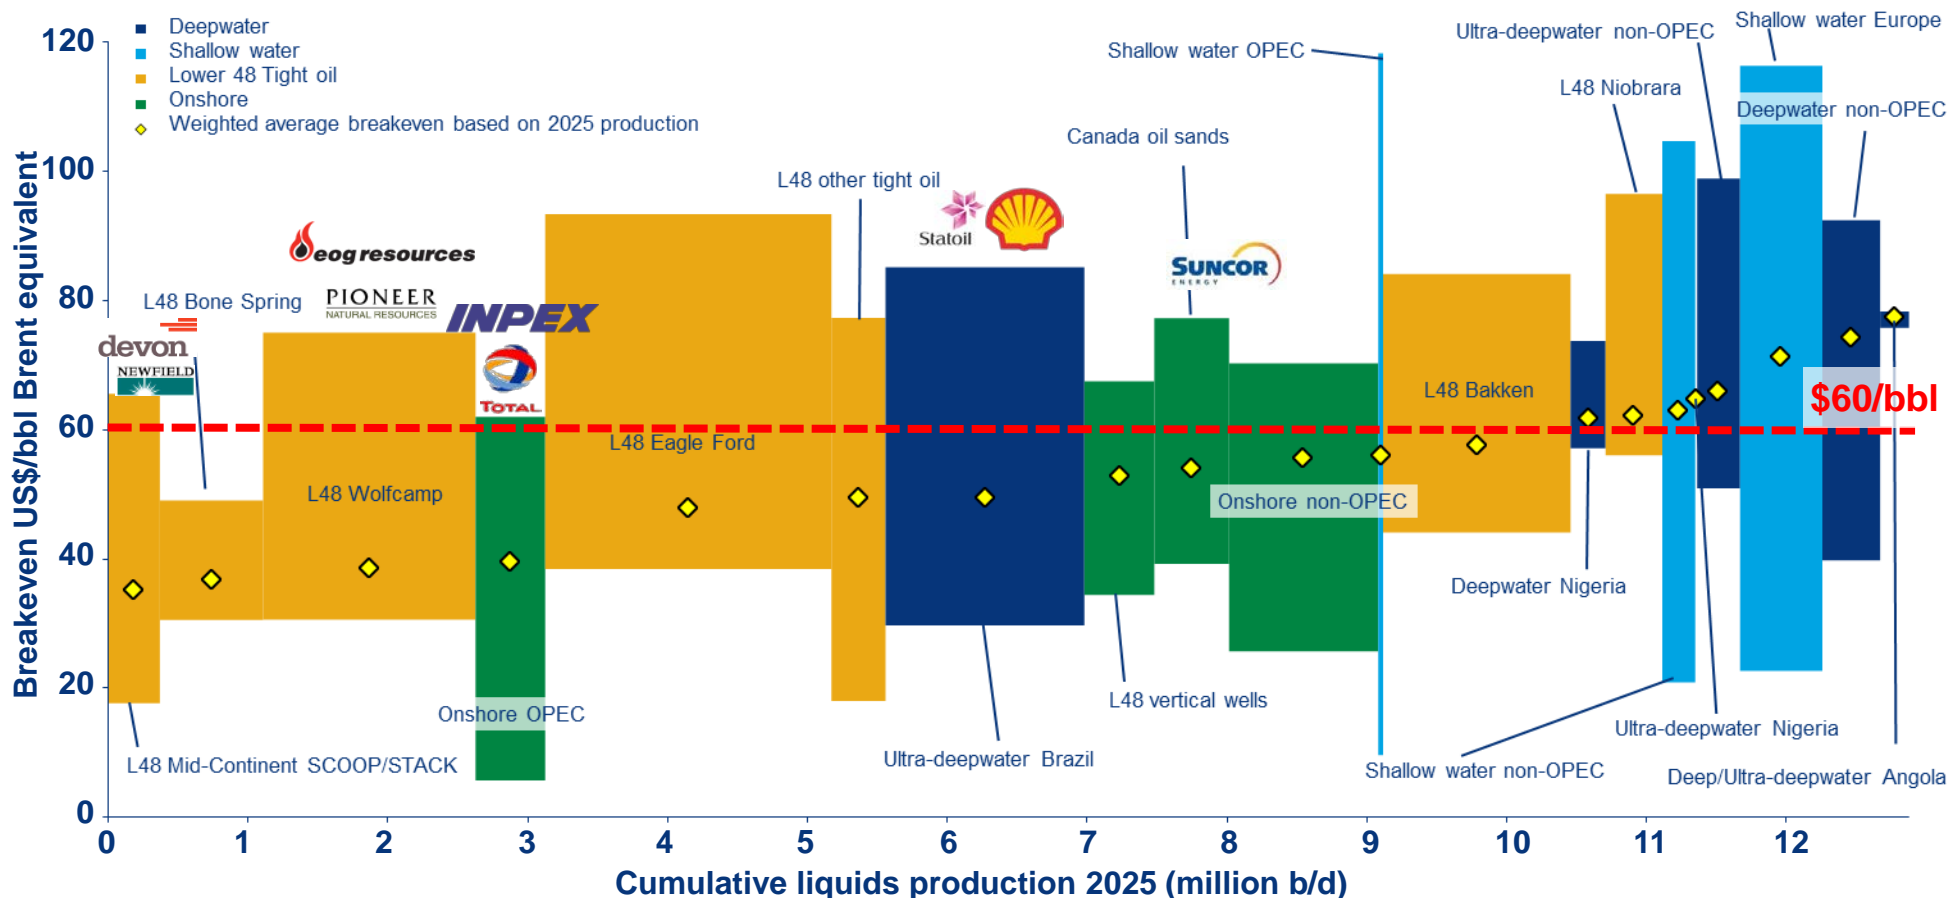 Deepwater
Shallow water
Lower 48 Tight oil
Onshore
Weighted average breakeven based on 2025 production
Breakeven US$/bbl Brent equivalent
120
100
80
60
40
20
0
Shallow water OPEC
Ultra-deepwater non-OPEC
Shallow water Europe
L48 Niobrara
Deepwater non-OPEC
Canada oil sands
L48 other tight oil
Statoil
eog resources
SUNCOR
ENERGY
L48 Bone Spring
PIONEER
NATURAL RESOURCES
INPEX
devon
NEWFIELD
TOTAL
L48 Bakken
$60/bbl
L48 Eagle Ford
L48 Wolfcamp
Onshore non-OPEC
Deepwater Nigeria
L48 vertical wells
Onshore OPEC
Ultra-deepwater Nigeria
Ultra-deepwater Brazil
L48 Mid-Continent SCOOP/STACK
Shallow water non-OPEC
Deep/Ultra-deepwater Angola
0 1 2 3 4 5 6 7 8 9 10 11 12
Cumulative liquids production 2025 (million b/d)